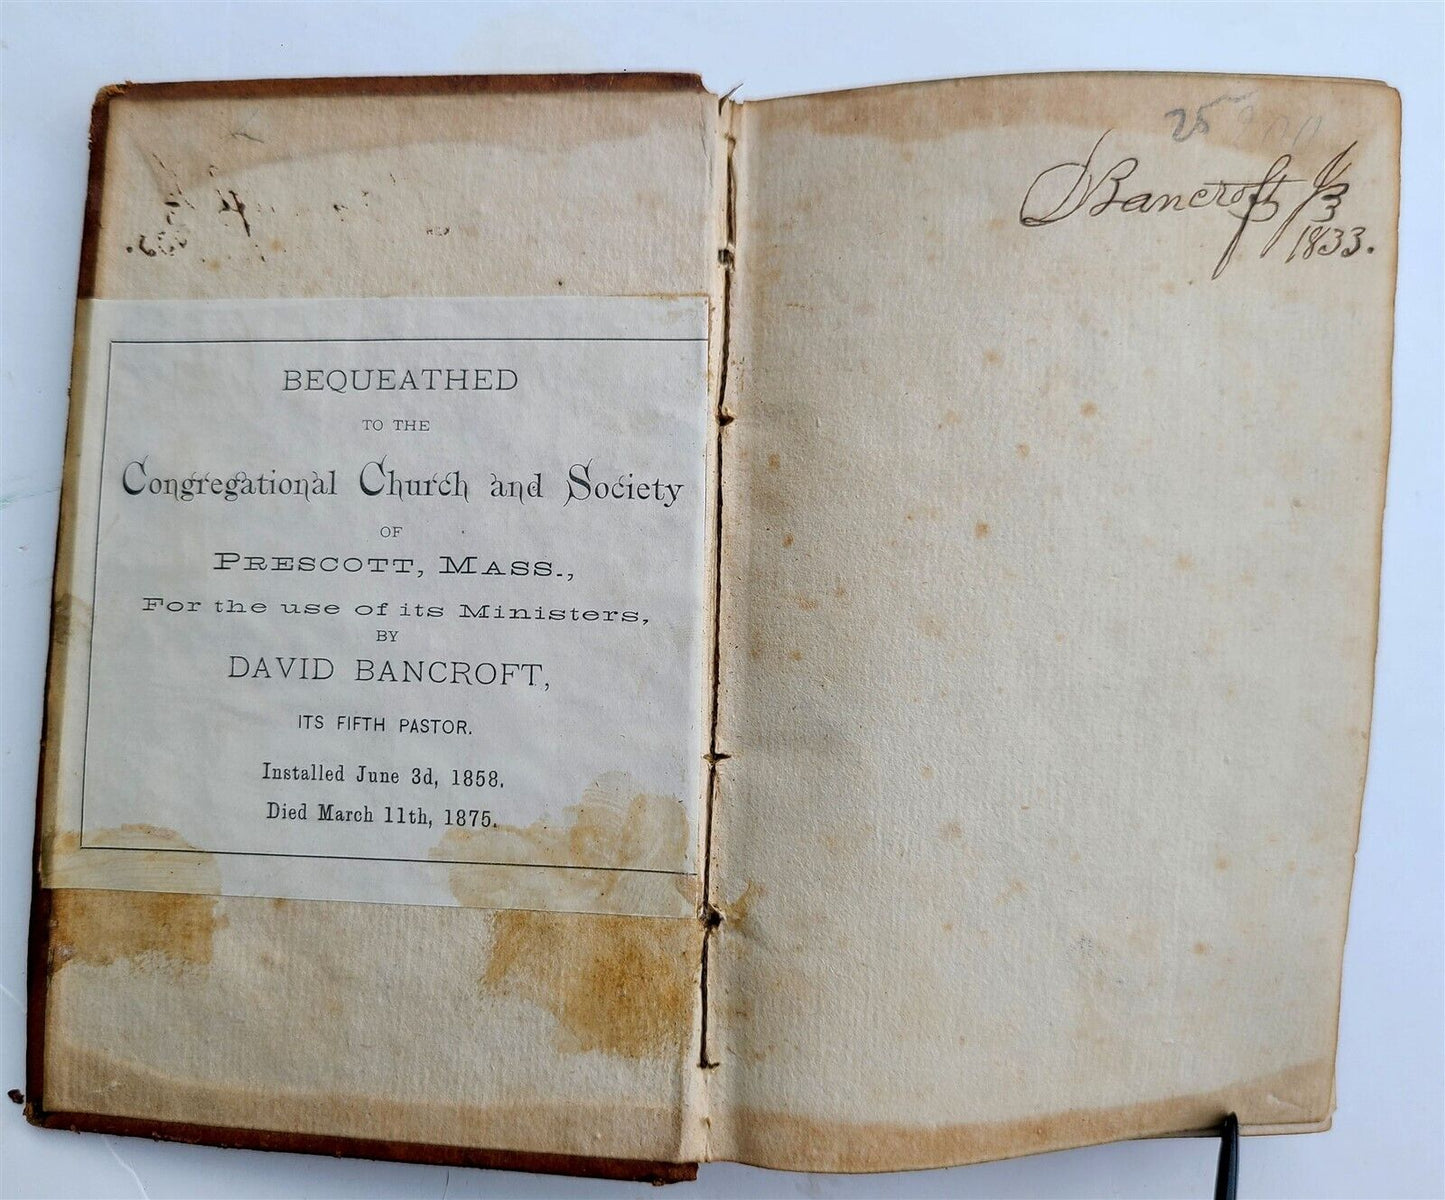 BEQUEATHED
TO THE
Congregational Church and Society
OF
PRESCOTT, MASS.,
For the use of its Ministers,
BY
DAVID BANCROFT,
ITS FIFTH PASTOR.
Installed June 3d, 1858.
Died March 11th, 1875.
25
D Bancroft
1833.